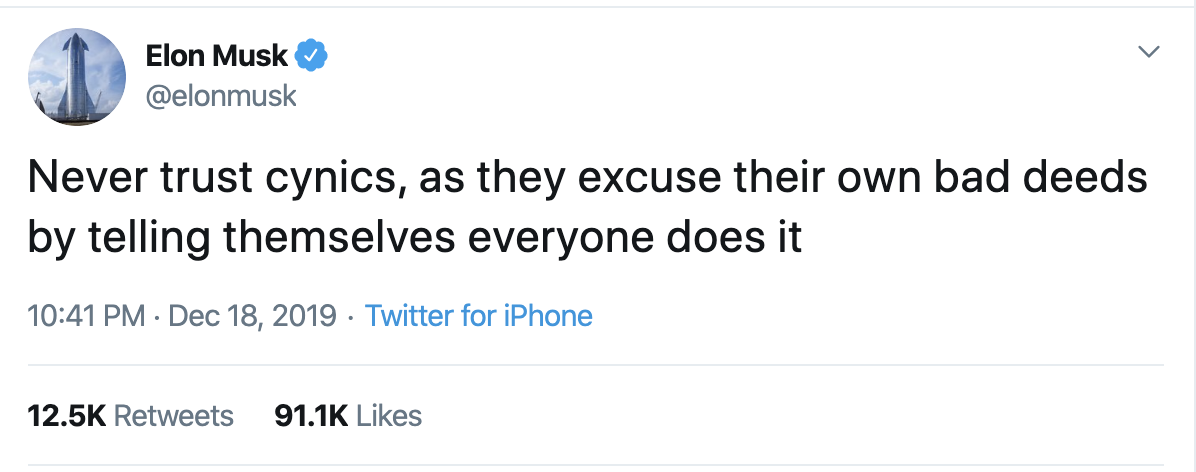 Elon Musk
@elonmusk
Never trust cynics, as they excuse their own bad deeds
by telling themselves everyone does it
10:41 PM · Dec 18, 2019 · Twitter for iPhone
12.5K Retweets 91.1K Likes